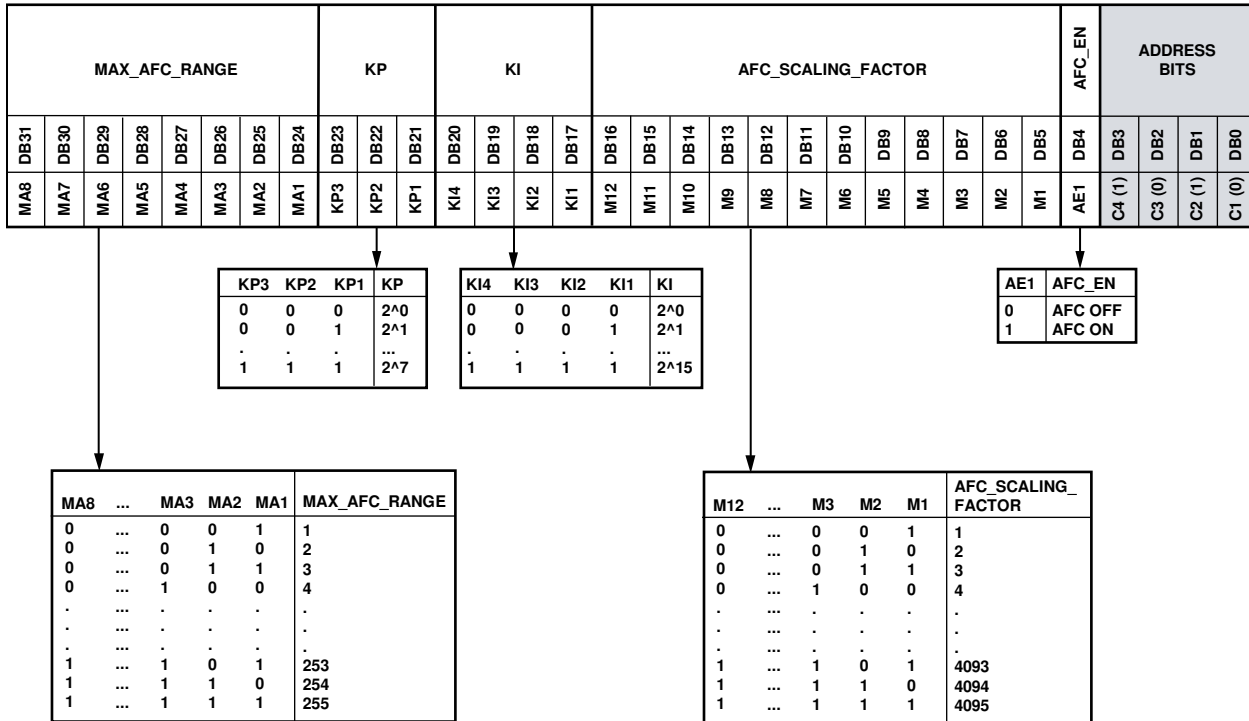 MAX_AFC_RANGE KP KI AFC_SCALING_FACTOR AFC_EN ADDRESS
BITS
DB31 DB30 DB29 DB28 DB27 DB26 DB25 DB24 DB23 DB22 DB21 DB20 DB19 DB18 DB17 DB16 DB15 DB14 DB13 DB12 DB11 DB10 DB9 DB8 DB7 DB6 DB5 DB4 DB3 DB2 DB1 DB0
MA8 MA7 MA6 MA5 MA4 MA3 MA2 MA1 KP3 KP2 KP1 KI4 KI3 KI2 KI1 M12 M11 M10 M9 M8 M7 M6 M5 M4 M3 M2 M1 AE1 C4 (1) C3 (0) C2 (1) C1 (0)
KP3 KP2 KP1 KP
0 0 0 2^0
0 0 1 2^1
. . . ...
1 1 1 2^7
KI4 KI3 KI2 KI1 KI
0 0 0 0 2^0
0 0 0 1 2^1
. . . . ...
1 1 1 1 2^15
AE1 AFC_EN
0 AFC OFF
1 AFC ON
MA8 ... MA3 MA2 MA1 MAX_AFC_RANGE
0 ... 0 0 1 1
0 ... 0 1 0 2
0 ... 0 1 1 3
0 ... 1 0 0 4
. ... . . . .
. ... . . . .
. ... . . . .
1 ... 1 0 1 253
1 ... 1 1 0 254
1 ... 1 1 1 255
M12 ... M3 M2 M1 AFC_SCALING_
FACTOR
0 ... 0 0 1 1
0 ... 0 1 0 2
0 ... 0 1 1 3
0 ... 1 0 0 4
. ... . . . .
. ... . . . .
. ... . . . .
1 ... 1 0 1 4093
1 ... 1 1 0 4094
1 ... 1 1 1 4095